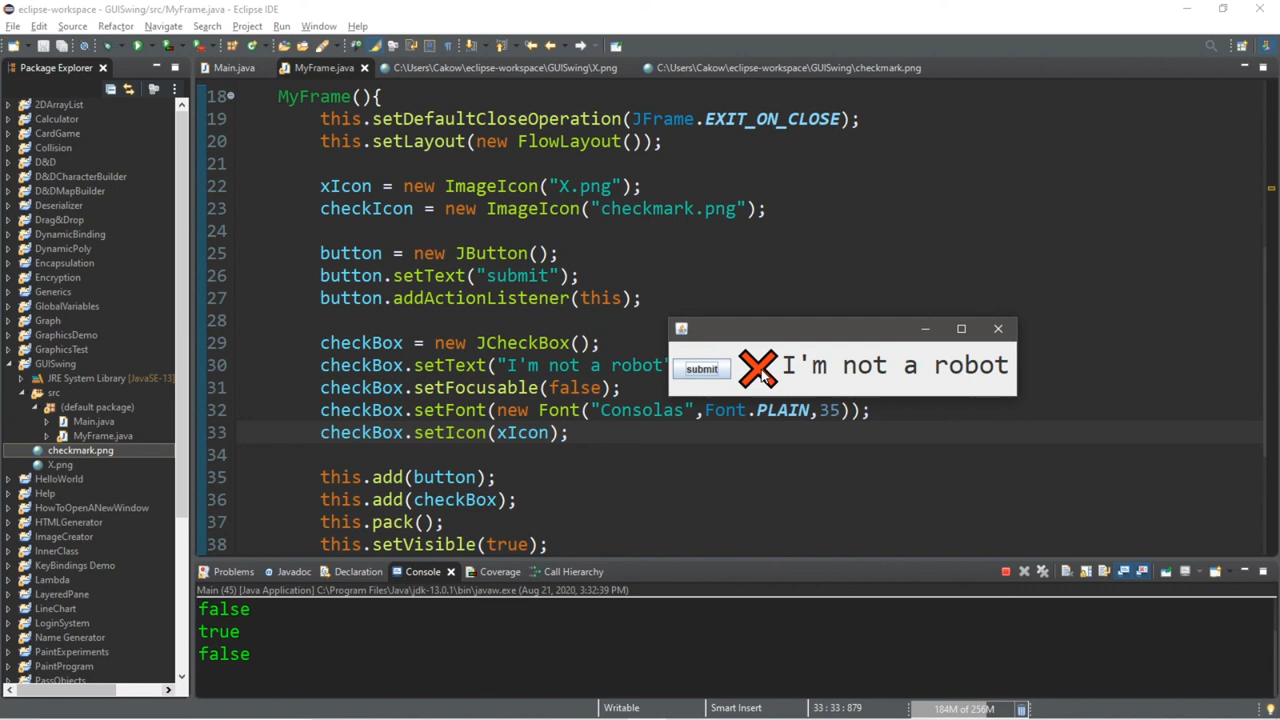 eclipse-workspace - GUISwing/src/MyFrame.java - Eclipse IDE
File Edit Source Refactor Navigate Search Project Run Window Help
Package Explorer
Main.java MyFrame.java C:\Users\Cakow\eclipse-workspace\GUISwing\X.png C:\Users\Cakow\eclipse-workspace\GUISwing\checkmark.png
2DArrayList
Calculator
CardGame
Collision
D&D
D&DCharacterBuilder
D&DMapBuilder
Deserializer
Drag&Drop
DynamicBinding
DynamicPoly
Encapsulation
Encryption
Generics
GlobalVariables
Graph
GraphicsDemo
GraphicsTest
GUISwing
JRE System Library [JavaSE-13]
src
(default package)
Main.java
MyFrame.java
checkmark.png
X.png
HelloWorld
Help
HowToOpenANewWindow
HTMLGenerator
ImageCreator
InnerClass
KeyBindings Demo
Lambda
LayeredPane
LineChart
LoginSystem
Name Generator
PaintExperiments
PaintProgram
PassObjects
18 MyFrame(){
19 this.setDefaultCloseOperation(JFrame.EXIT_ON_CLOSE);
20 this.setLayout(new FlowLayout());
21
22 xIcon = new ImageIcon("X.png");
23 checkIcon = new ImageIcon("checkmark.png");
24
25 button = new JButton();
26 button.setText("submit");
27 button.addActionListener(this);
28
29 checkBox = new JCheckBox();
30 checkBox.setText("I'm not a robot"
31 checkBox.setFocusable(false);
32 checkBox.setFont(new Font("Consolas",Font.PLAIN,35));
33 checkBox.setIcon(xIcon);
34
35 this.add(button);
36 this.add(checkBox);
37 this.pack();
38 this.setVisible(true);
submit I'm not a robot
Problems Javadoc Declaration Console Coverage Call Hierarchy
Main (45) [Java Application] C:\Program Files\Java\jdk-13.0.1\bin\javaw.exe (Aug 21, 2020, 3:32:39 PM)
false
true
false
Writable Smart Insert 33 : 33 : 879 184M of 256M